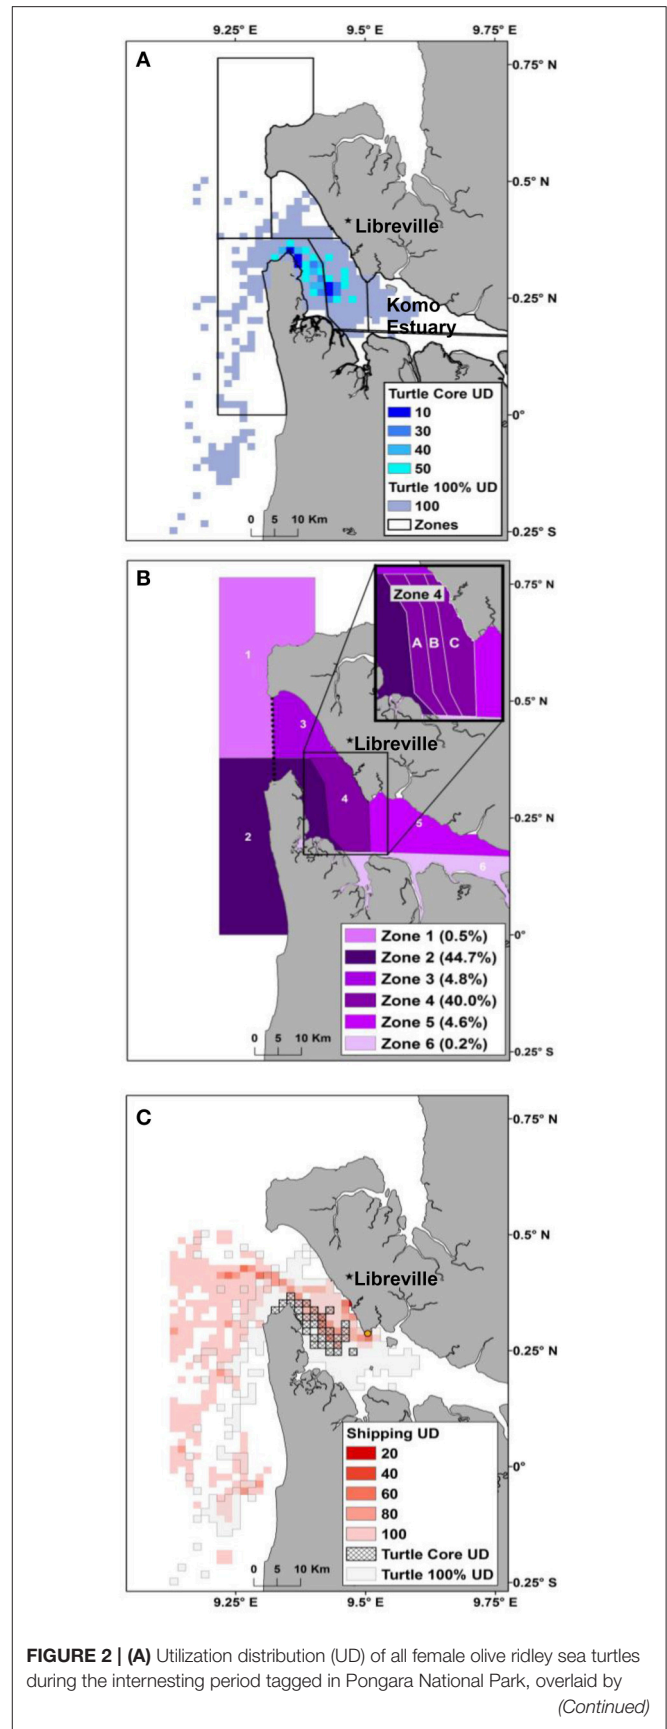 9.25° E 9.5° E 9.75° E
A
0.75° N
0.5° N
Libreville
Komo
Estuary
0.25° N
Turtle Core UD
10
30
40
50
Turtle 100% UD
100
Zones
0°
0 5 10 Km
0.25° S
B
0.75° N
Zone 4
A B C
1
0.5° N
3
Libreville
4
0.25° N
5
2
6
0°
Zone 1 (0.5%)
Zone 2 (44.7%)
Zone 3 (4.8%)
Zone 4 (40.0%)
Zone 5 (4.6%)
Zone 6 (0.2%)
0 5 10 Km
0.25° S
C
0.75° N
0.5° N
Libreville
0.25° N
Shipping UD
20
40
60
80
100
Turtle Core UD
Turtle 100% UD
0°
0 5 10 Km
0.25° S
9.25° E 9.5° E 9.75° E
FIGURE 2 | (A) Utilization distribution (UD) of all female olive ridley sea turtles
during the internesting period tagged in Pongara National Park, overlaid by
(Continued)